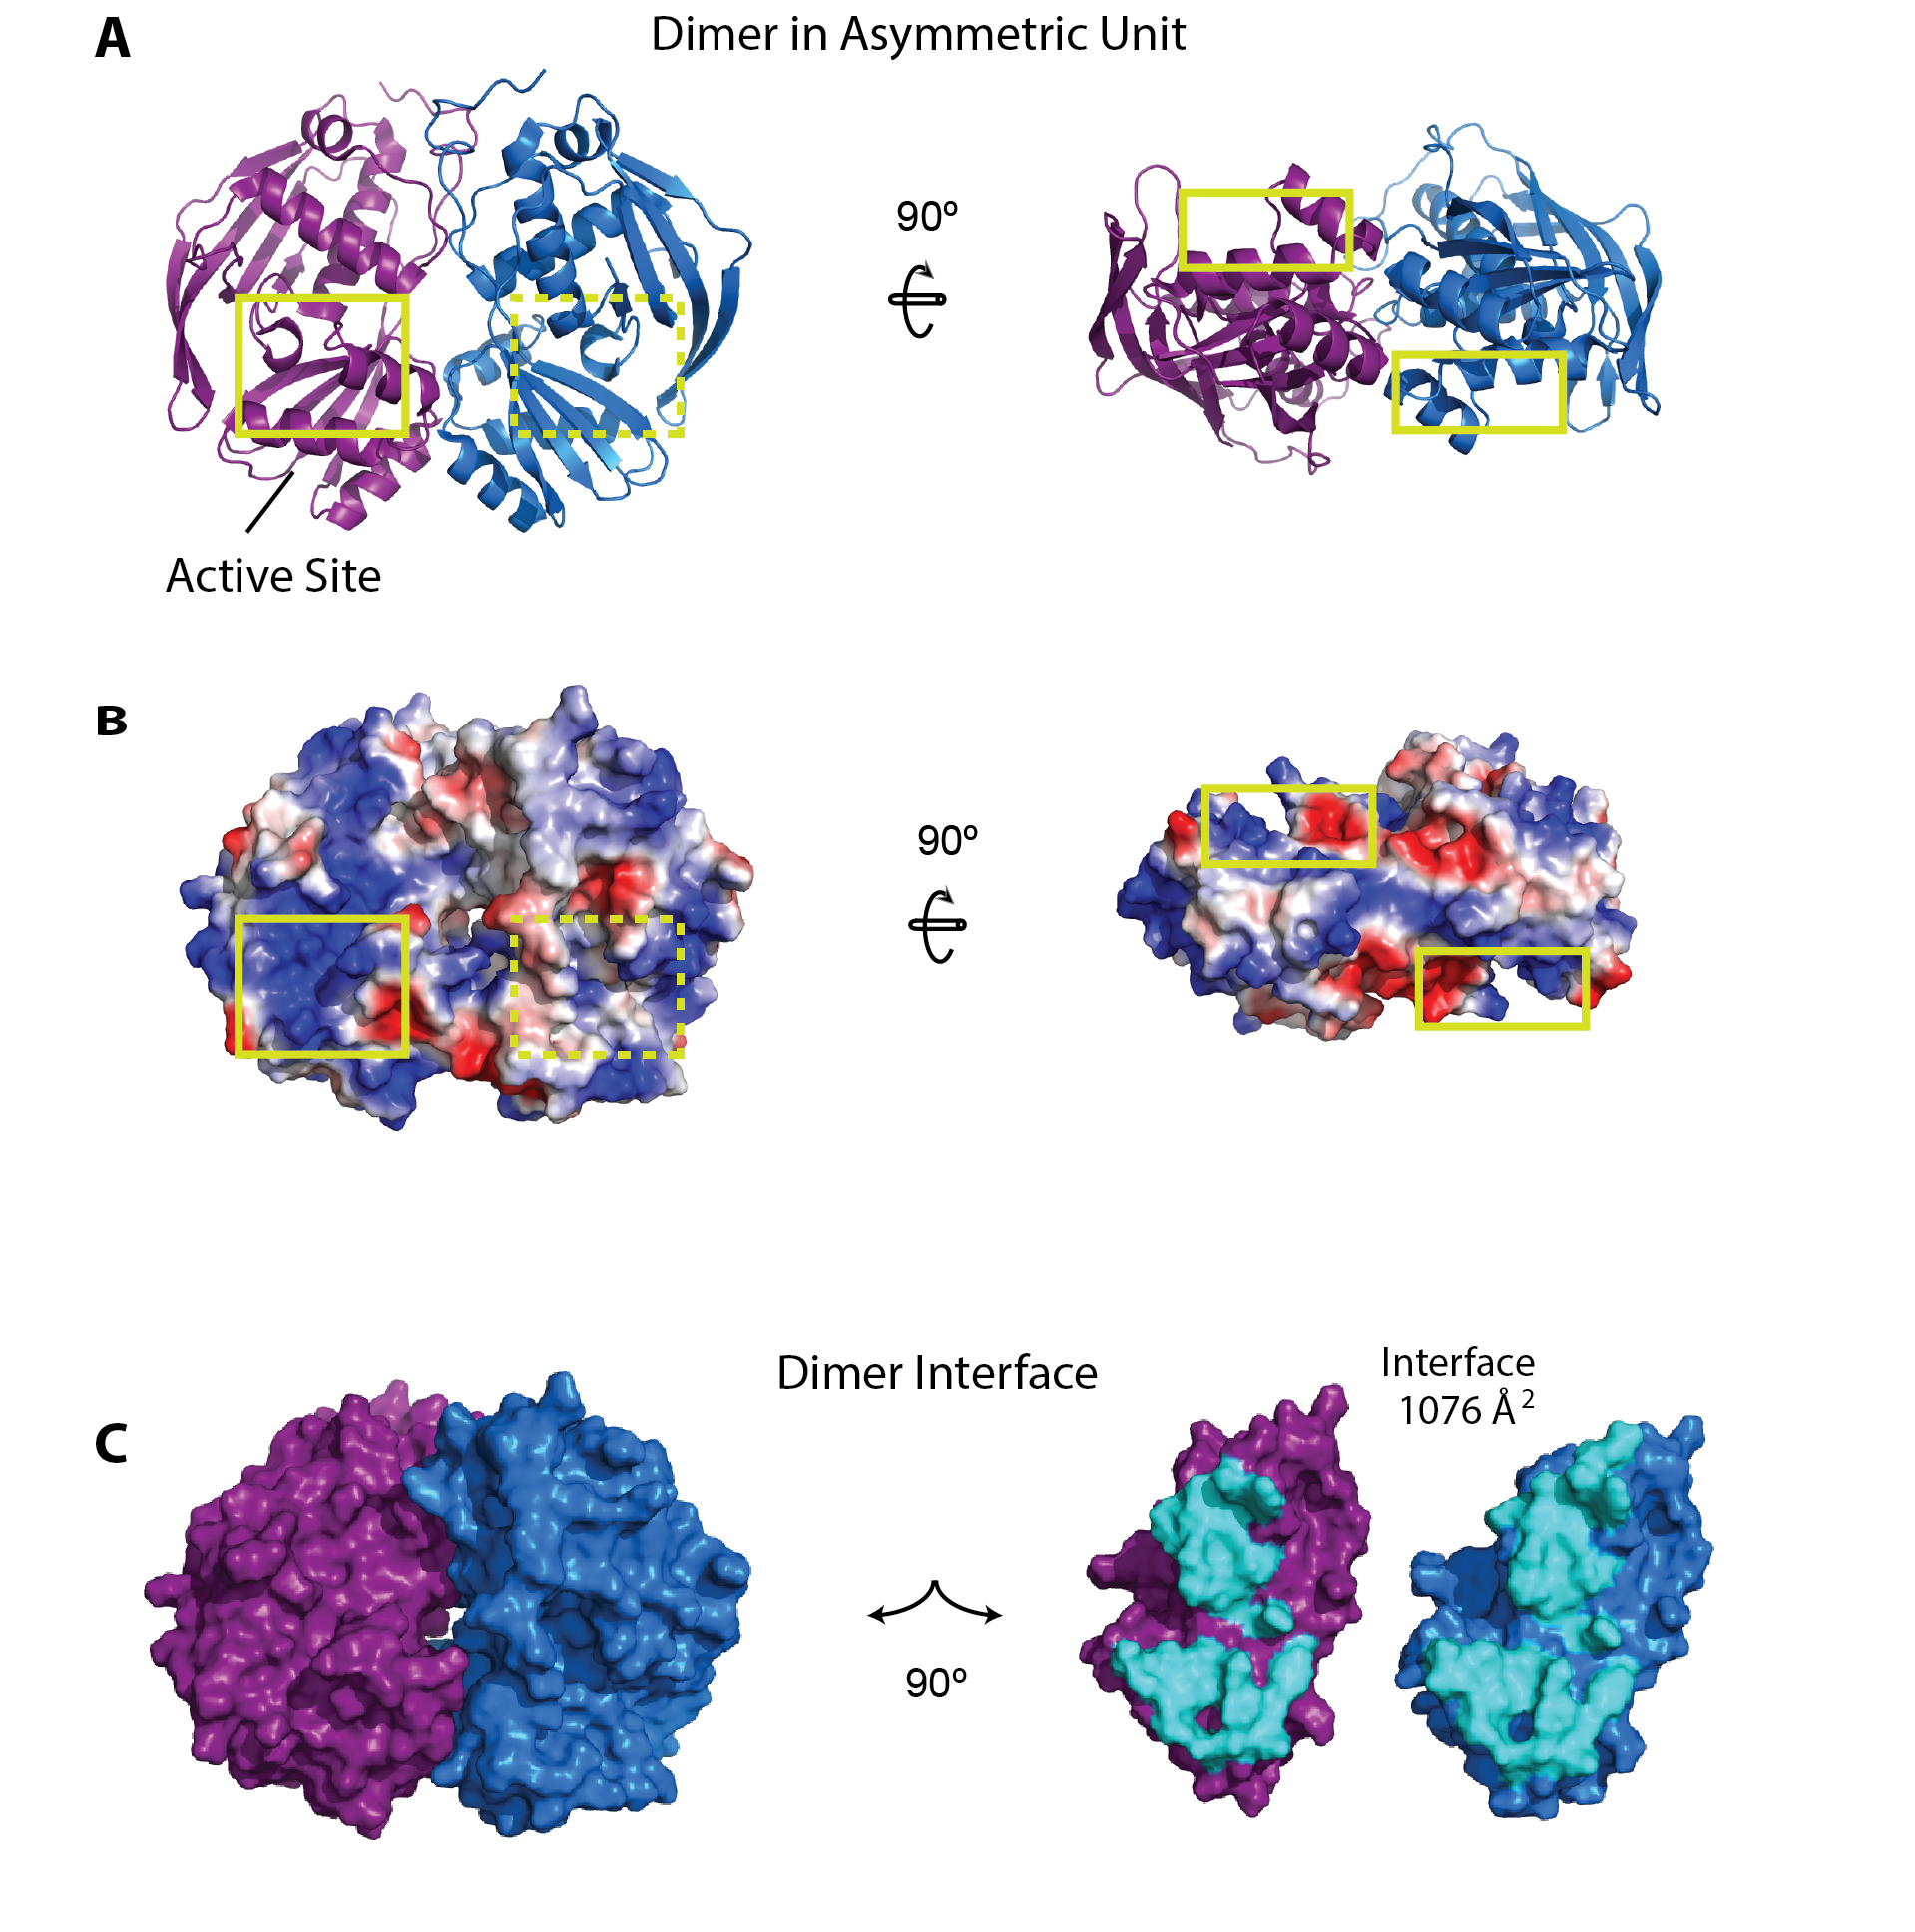 A
Dimer in Asymmetric Unit
90º
Active Site
B
90º
C
Dimer Interface
Interface
1076 Å²
90º